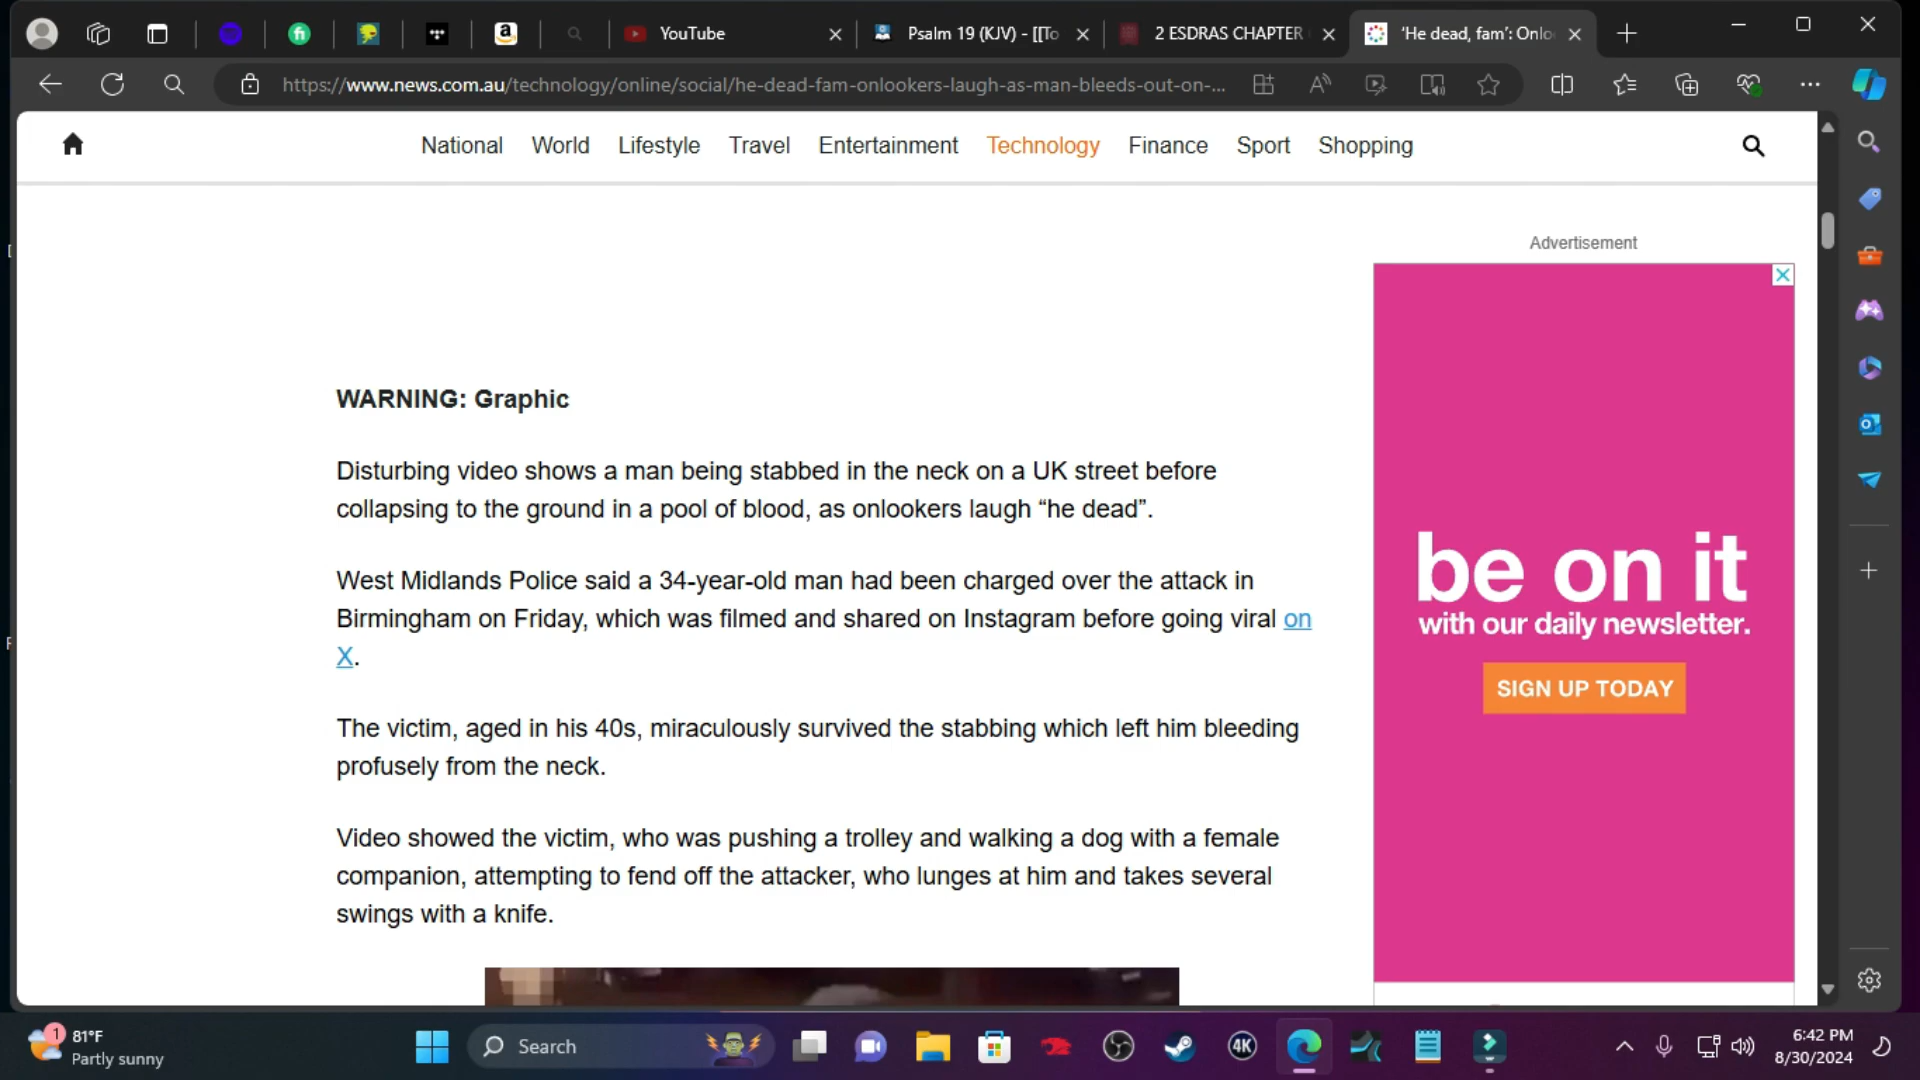 YouTube
Psalm 19 (KJV) - [[To
2 ESDRAS CHAPTER
‘He dead, fam’: Onlo
https://www.news.com.au/technology/online/social/he-dead-fam-onlookers-laugh-as-man-bleeds-out-on-...
National World Lifestyle Travel Entertainment Technology Finance Sport Shopping
Advertisement
WARNING: Graphic
Disturbing video shows a man being stabbed in the neck on a UK street before
collapsing to the ground in a pool of blood, as onlookers laugh “he dead”.
West Midlands Police said a 34-year-old man had been charged over the attack in
Birmingham on Friday, which was filmed and shared on Instagram before going viral on
X.
The victim, aged in his 40s, miraculously survived the stabbing which left him bleeding
profusely from the neck.
Video showed the victim, who was pushing a trolley and walking a dog with a female
companion, attempting to fend off the attacker, who lunges at him and takes several
swings with a knife.
be on it
with our daily newsletter.
SIGN UP TODAY
1
81°F
Partly sunny
Search
4K
6:42 PM
8/30/2024